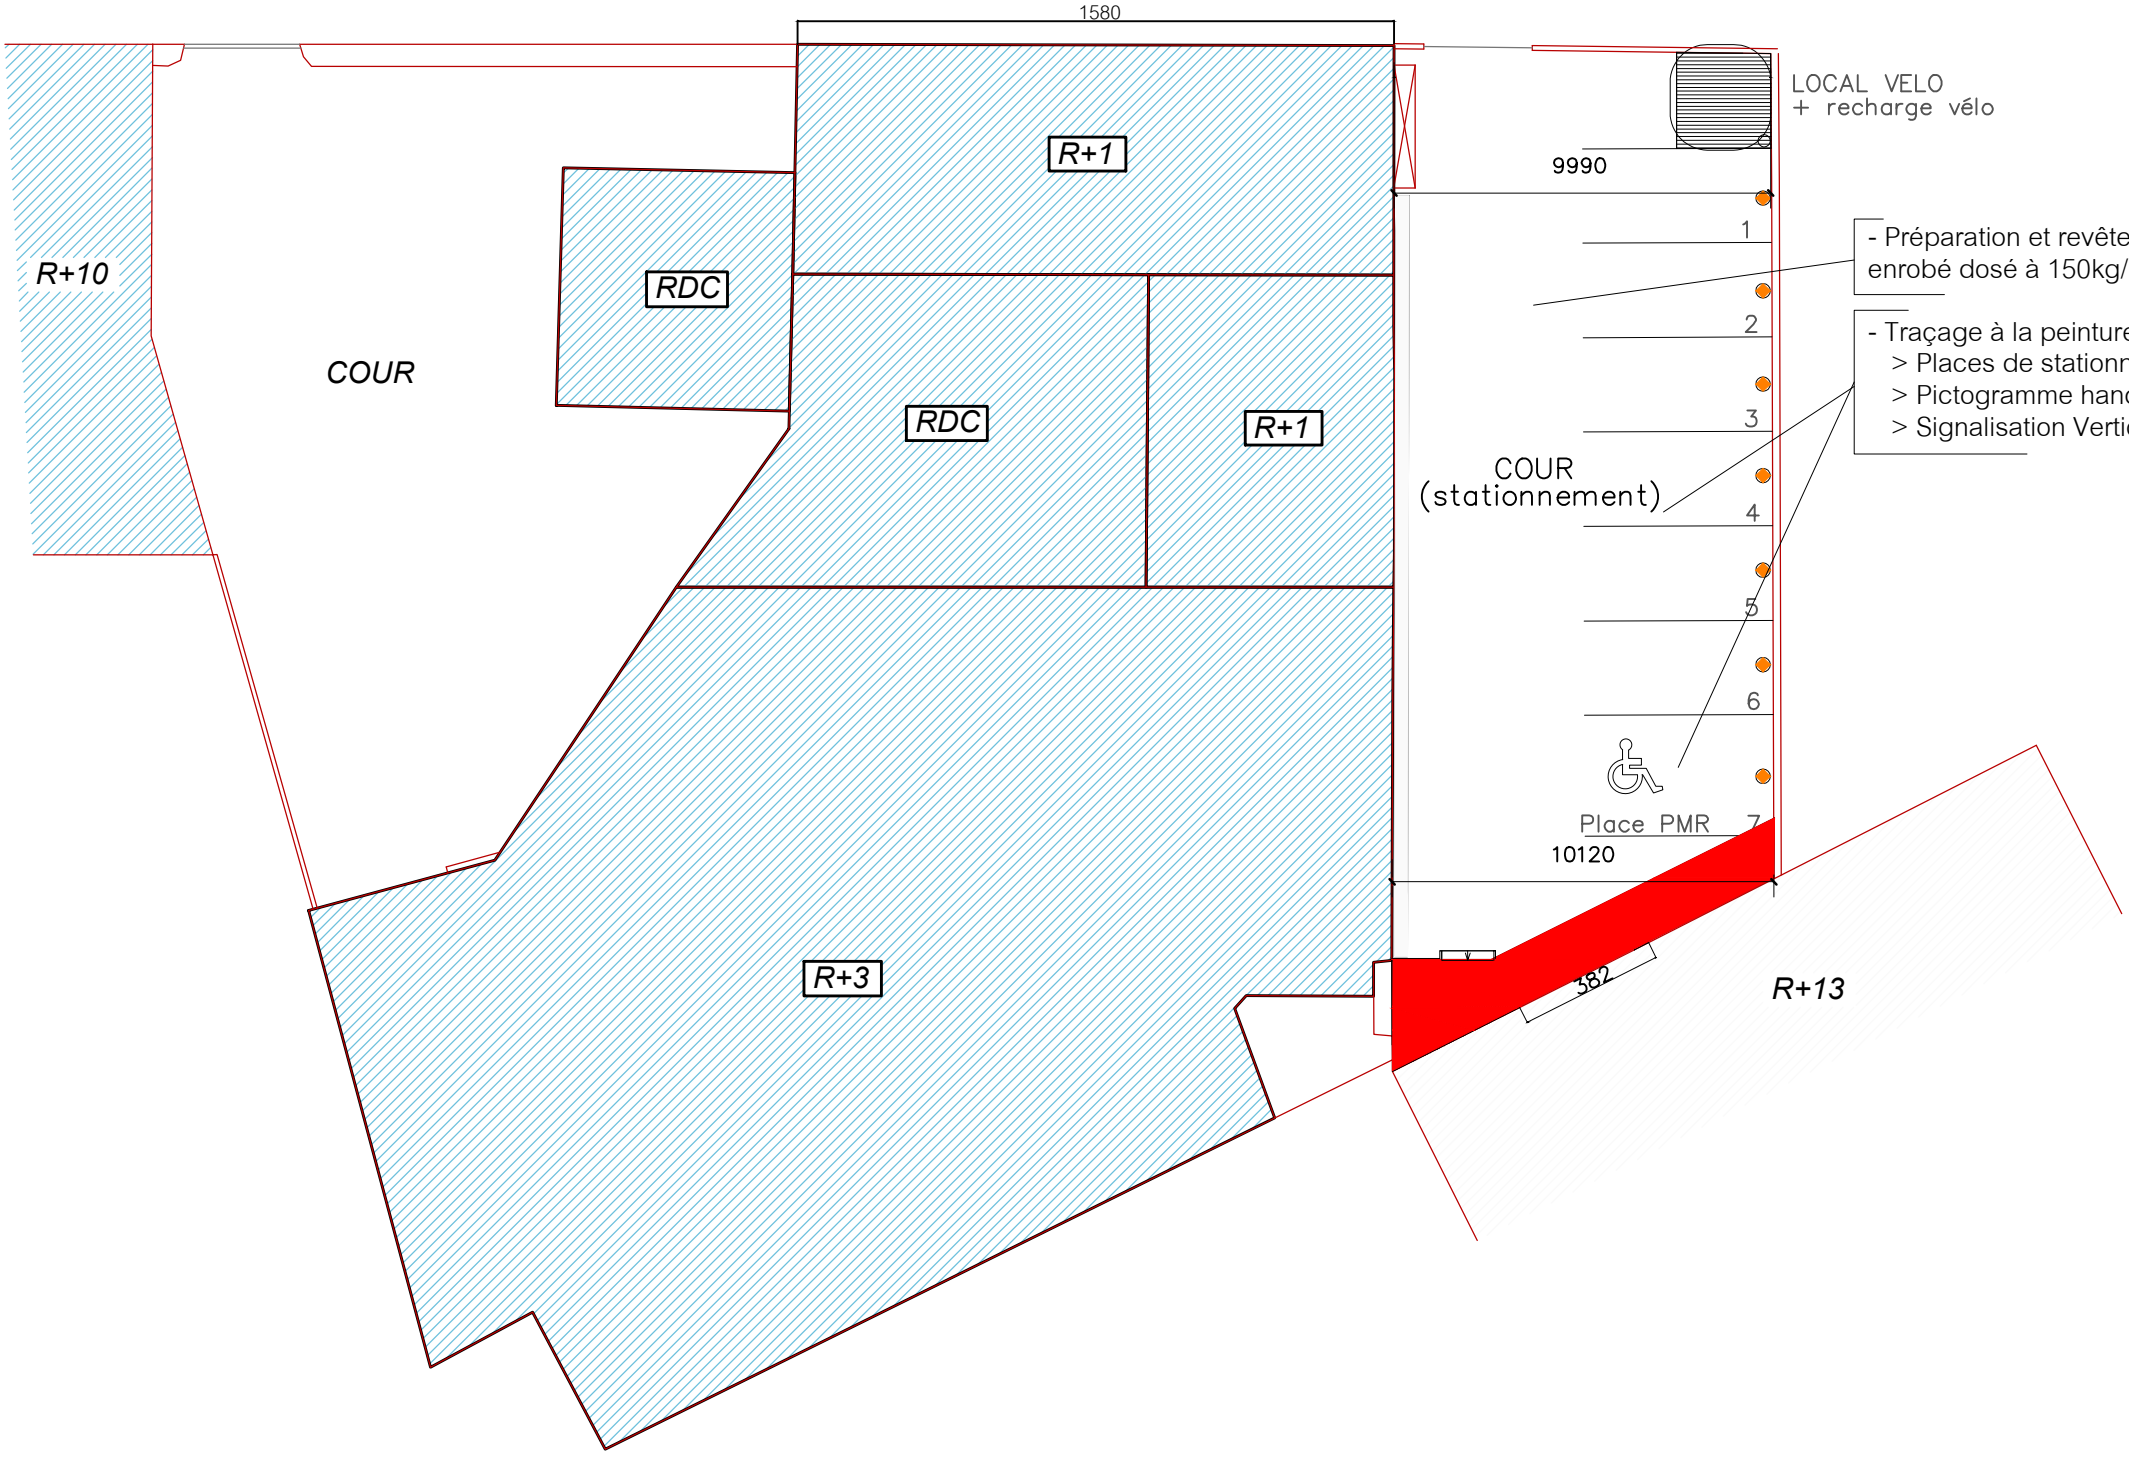 1580
LOCAL VELO
+ recharge vélo
R+1
9990
1
- Préparation et revête
enrobé dosé à 150kg/
R+10
RDC
2
- Traçage à la peinture
> Places de stationn
> Pictogramme hand
> Signalisation Verti
COUR
RDC
R+1
3
COUR
(stationnement)
4
5
6
Place PMR
7
10120
R+3
382
R+13